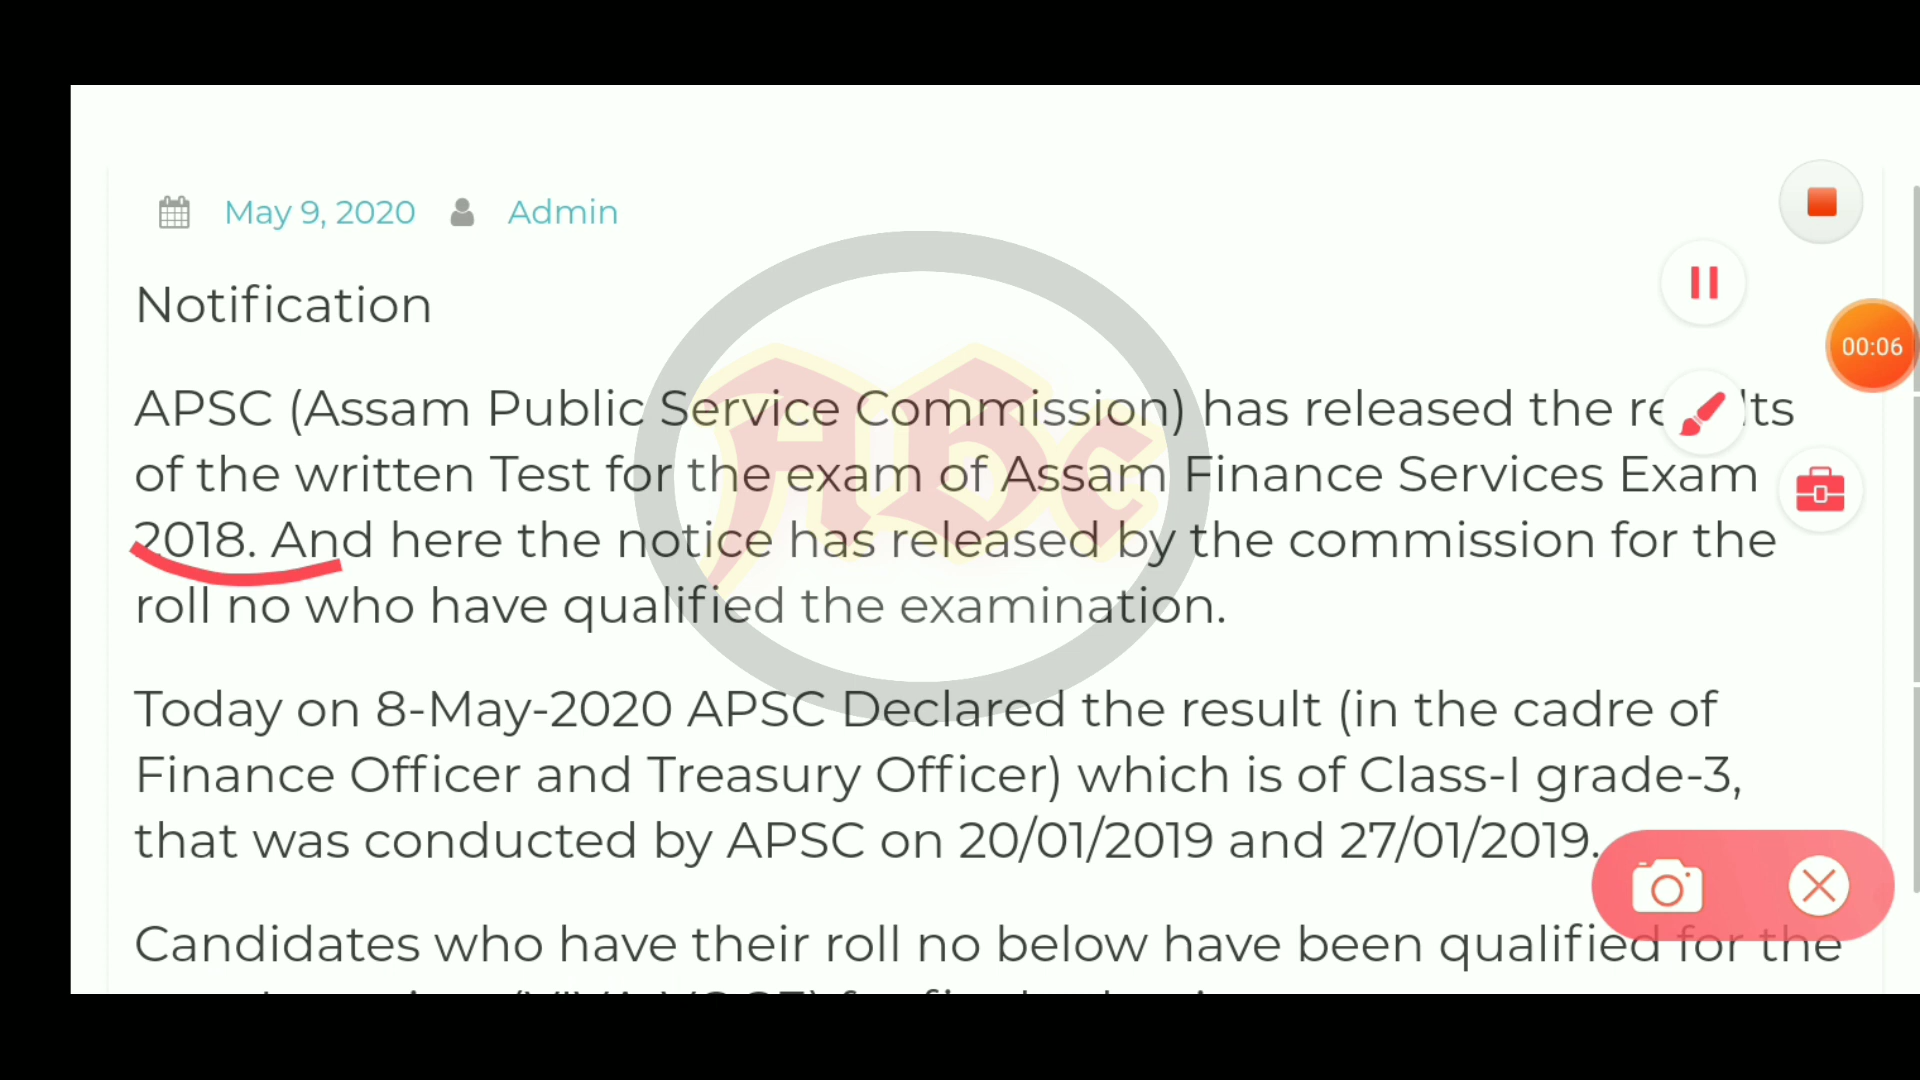 May 9, 2020 Admin
Notification
APSC (Assam Public Service Commission) has released the
of the written Test for the exam of Assam Finance Services Exam
2018. And here the notice has released by the commission for the
roll no who have qualified the examination.
Today on 8-May-2020 APSC Declared the result (in the cadre of
Finance Officer and Treasury Officer) which is of Class-I grade-3,
that was conducted by APSC on 20/01/2019 and 27/01/2019.
Candidates who have their roll no below have been qualified for the
00:06
Abc